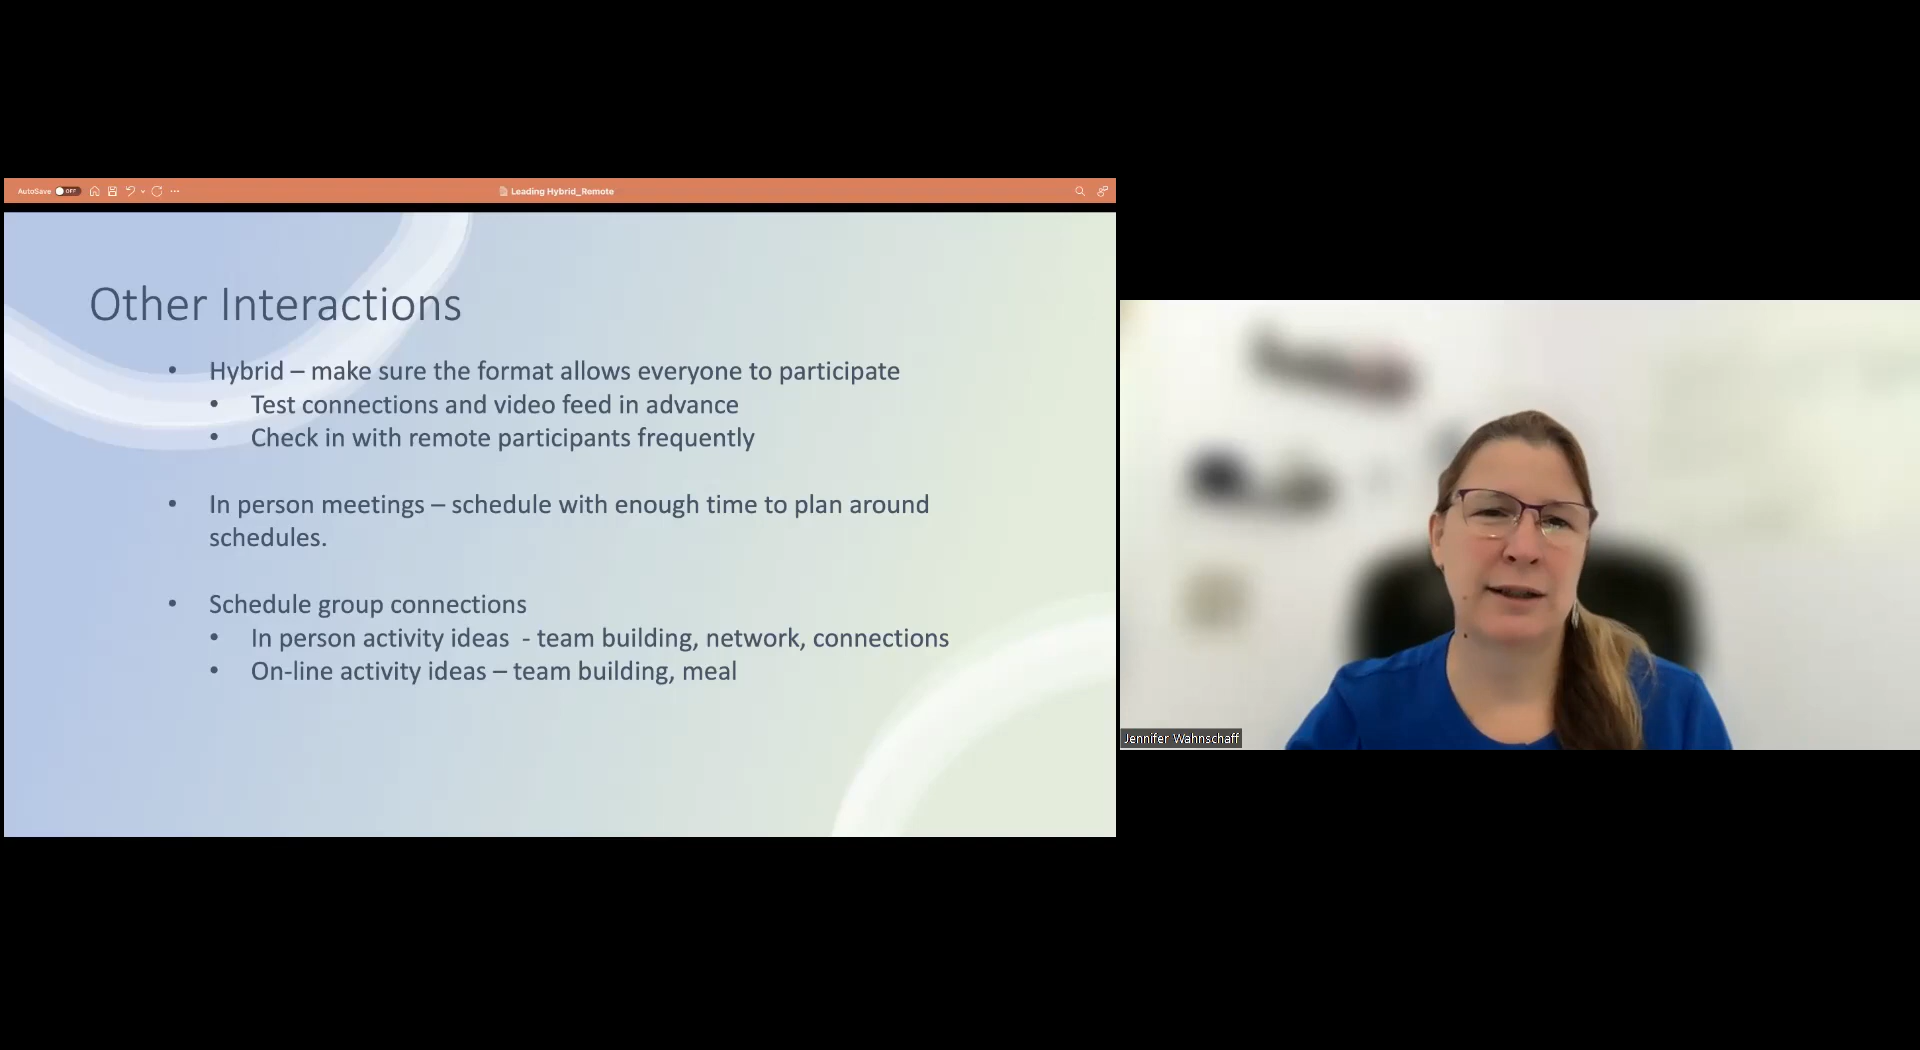 AutoSave OFF
Leading Hybrid_Remote
Other Interactions
• Hybrid – make sure the format allows everyone to participate
• Test connections and video feed in advance
• Check in with remote participants frequently
• In person meetings – schedule with enough time to plan around
schedules.
• Schedule group connections
• In person activity ideas  - team building, network, connections
• On-line activity ideas – team building, meal
Jennifer Wahnschaff